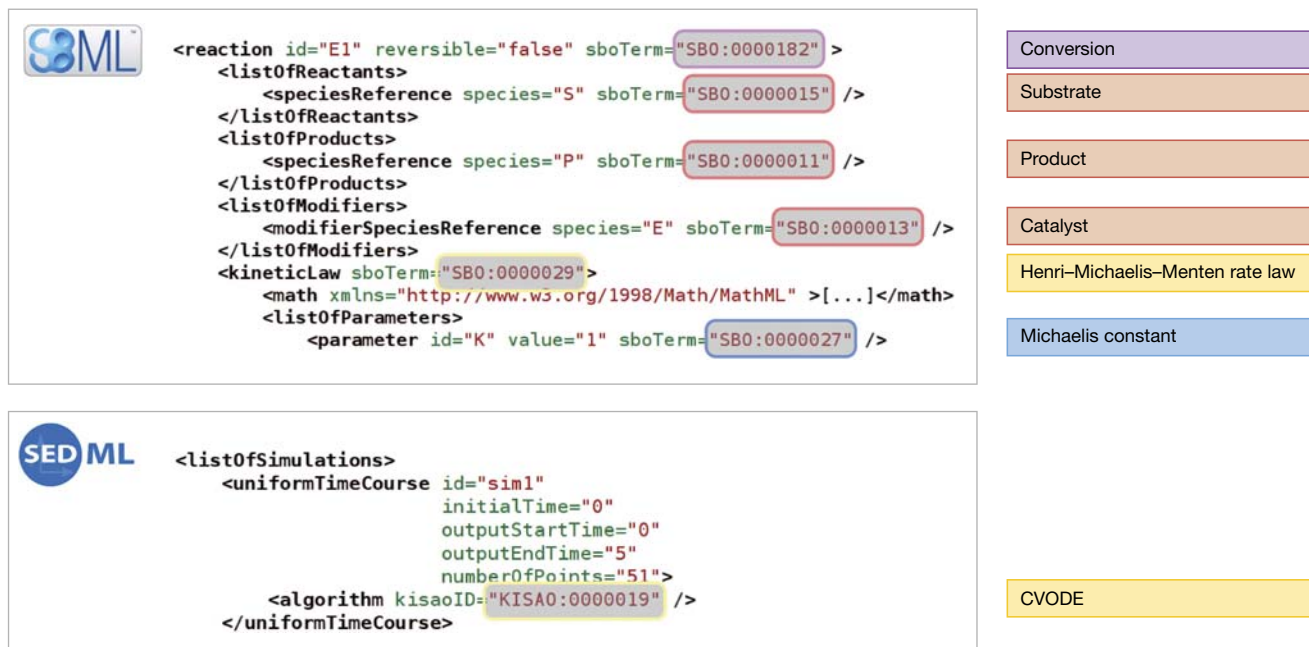 SBML™
<reaction id="E1" reversible="false" sboTerm="SBO:0000182" >
Conversion
<listOfReactants>
<speciesReference species="S" sboTerm="SBO:0000015" />
Substrate
</listOfReactants>
<listOfProducts>
<speciesReference species="P" sboTerm="SBO:0000011" />
Product
</listOfProducts>
<listOfModifiers>
<modifierSpeciesReference species="E" sboTerm="SBO:0000013" />
Catalyst
</listOfModifiers>
<kineticLaw sboTerm="SBO:0000029">
Henri–Michaelis–Menten rate law
<math xmlns="http://www.w3.org/1998/Math/MathML" >[...]</math>
<listOfParameters>
<parameter id="K" value="1" sboTerm="SBO:0000027" />
Michaelis constant
SED ML
<listOfSimulations>
<uniformTimeCourse id="sim1"
initialTime="0"
outputStartTime="0"
outputEndTime="5"
numberOfPoints="51">
<algorithm kisaoID="KISAO:0000019" />
CVODE
</uniformTimeCourse>